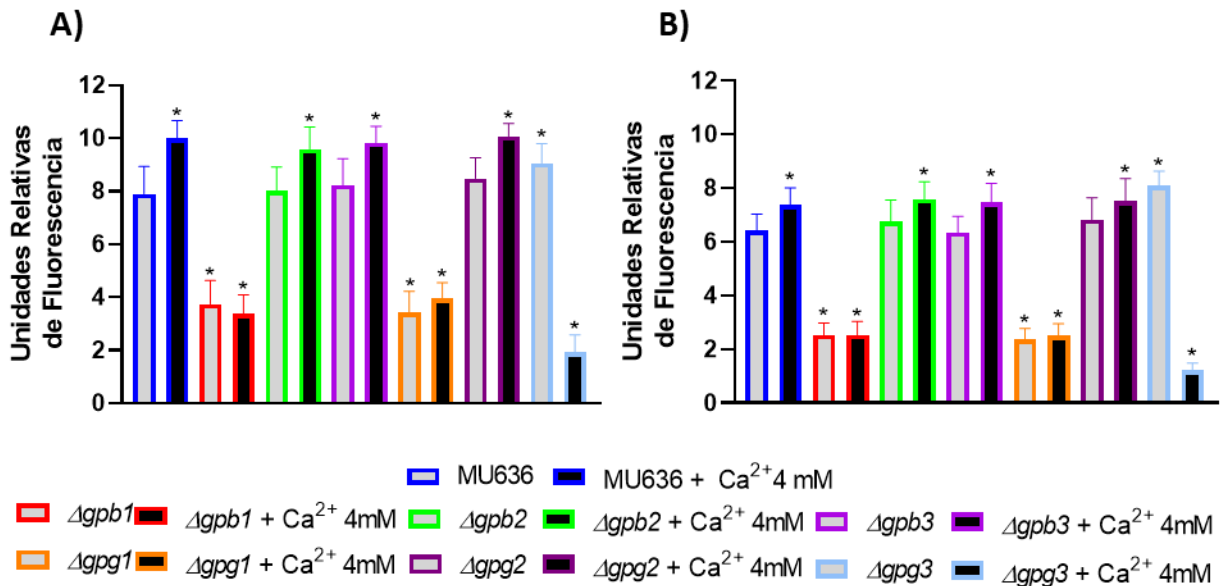 A)
B)
Unidades Relativas
de Fluorescencia
12
10
8
6
4
2
0
* * * * * * * * * *
Unidades Relativas
de Fluorescencia
12
10
8
6
4
2
0
* * * * * * * * * *
MU636 MU636 + Ca²⁺ 4 mM
Δgpb1 Δgpb1 + Ca²⁺ 4mM Δgpb2 Δgpb2 + Ca²⁺ 4mM Δgpb3 Δgpb3 + Ca²⁺ 4mM
Δgpg1 Δgpg1 + Ca²⁺ 4mM Δgpg2 Δgpg2 + Ca²⁺ 4mM Δgpg3 Δgpg3 + Ca²⁺ 4mM